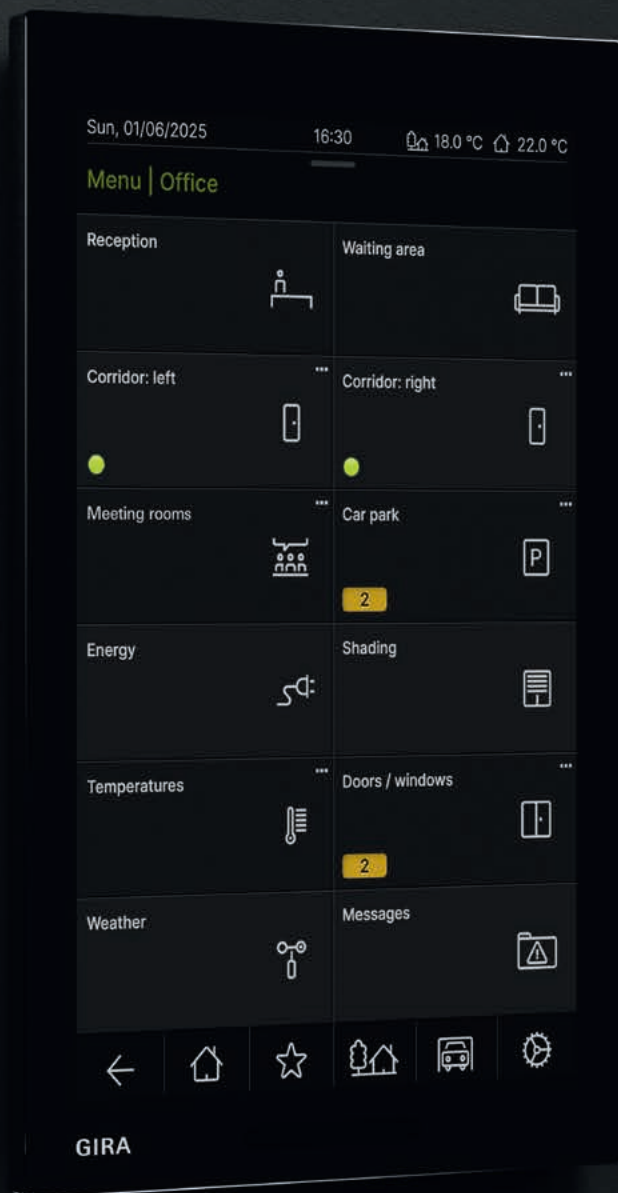 Sun, 01/06/2025 16:30 18.0 °C 22.0 °C
Menu | Office
Reception Waiting area
Corridor: left Corridor: right
Meeting rooms Car park
P
2
Energy Shading
Temperatures Doors / windows
2
Weather Messages
GIRA